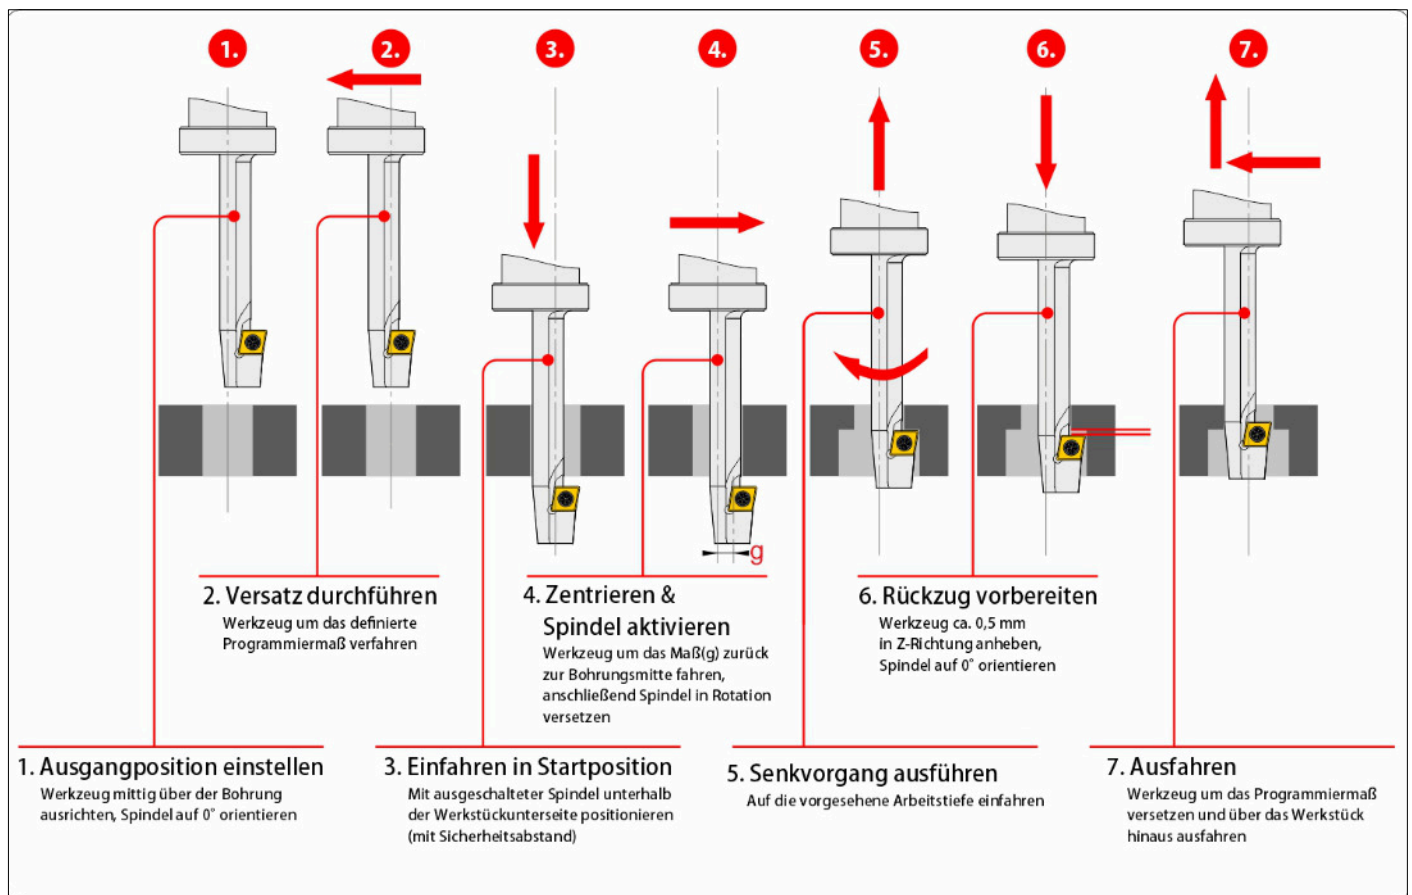 1.
2.
3.
4.
5.
6.
7.
g
2. Versatz durchführen
Werkzeug um das definierte
Programmiermaß verfahren
4. Zentrieren &
Spindel aktivieren
Werkzeug um das Maß(g) zurück
zur Bohrungsmitte fahren,
anschließend Spindel in Rotation
versetzen
6. Rückzug vorbereiten
Werkzeug ca. 0,5 mm
in Z-Richtung anheben,
Spindel auf 0° orientieren
1. Ausgangposition einstellen
Werkzeug mittig über der Bohrung
ausrichten, Spindel auf 0° orientieren
3. Einfahren in Startposition
Mit ausgeschalteter Spindel unterhalb
der Werkstückunterseite positionieren
(mit Sicherheitsabstand)
5. Senkvorgang ausführen
Auf die vorgesehene Arbeitstiefe einfahren
7. Ausfahren
Werkzeug um das Programmiermaß
versetzen und über das Werkstück
hinaus ausfahren